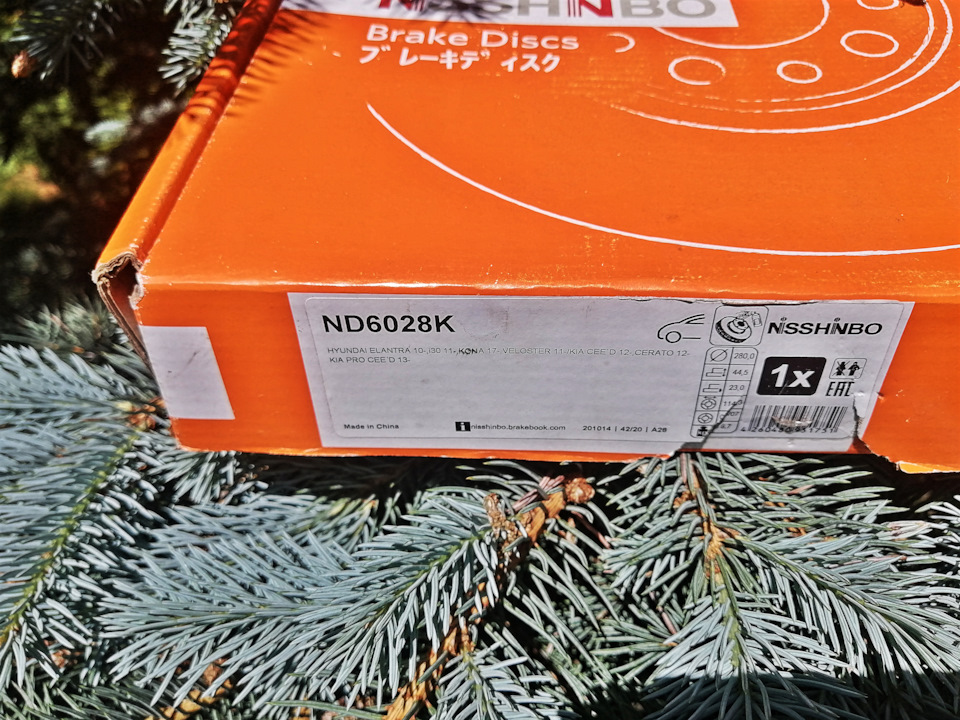 NISSHINBO
Brake Discs
ブレーキディスク
ND6028K
HYUNDAI ELANTRA 10-,I30 11-,KONA 17- VELOSTER 11-/KIA CEE'D 12-,CERATO 12-
KIA PRO CEE'D 13-
NISSHINBO
280,0
44,5
23,0
1x
EAC
Made in China
nisshinbo.brakebook.com
201014 | 42/20 | A28